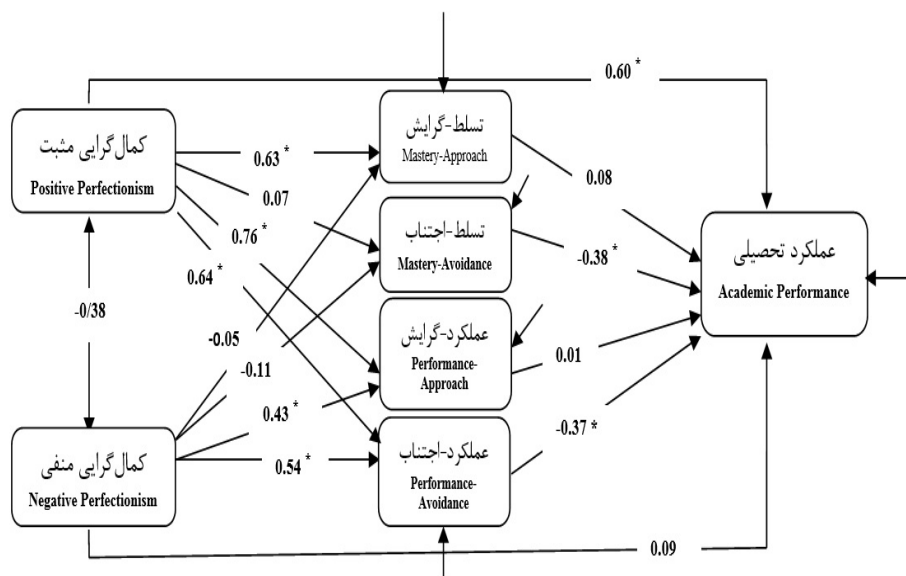 0.60 *
کمال‌گرایی مثبت
Positive Perfectionism
تسلط-گرایش
Mastery-Approach
0.63 *
0.08
0.07
تسلط-اجتناب
Mastery-Avoidance
0.76 *
0.64 *
-0.38 *
عملکرد تحصیلی
Academic Performance
-0/38
عملکرد-گرایش
Performance-
Approach
-0.05
-0.11
0.01
0.43 *
-0.37 *
کمال‌گرایی منفی
Negative Perfectionism
عملکرد-اجتناب
Performance-
Avoidance
0.54 *
0.09